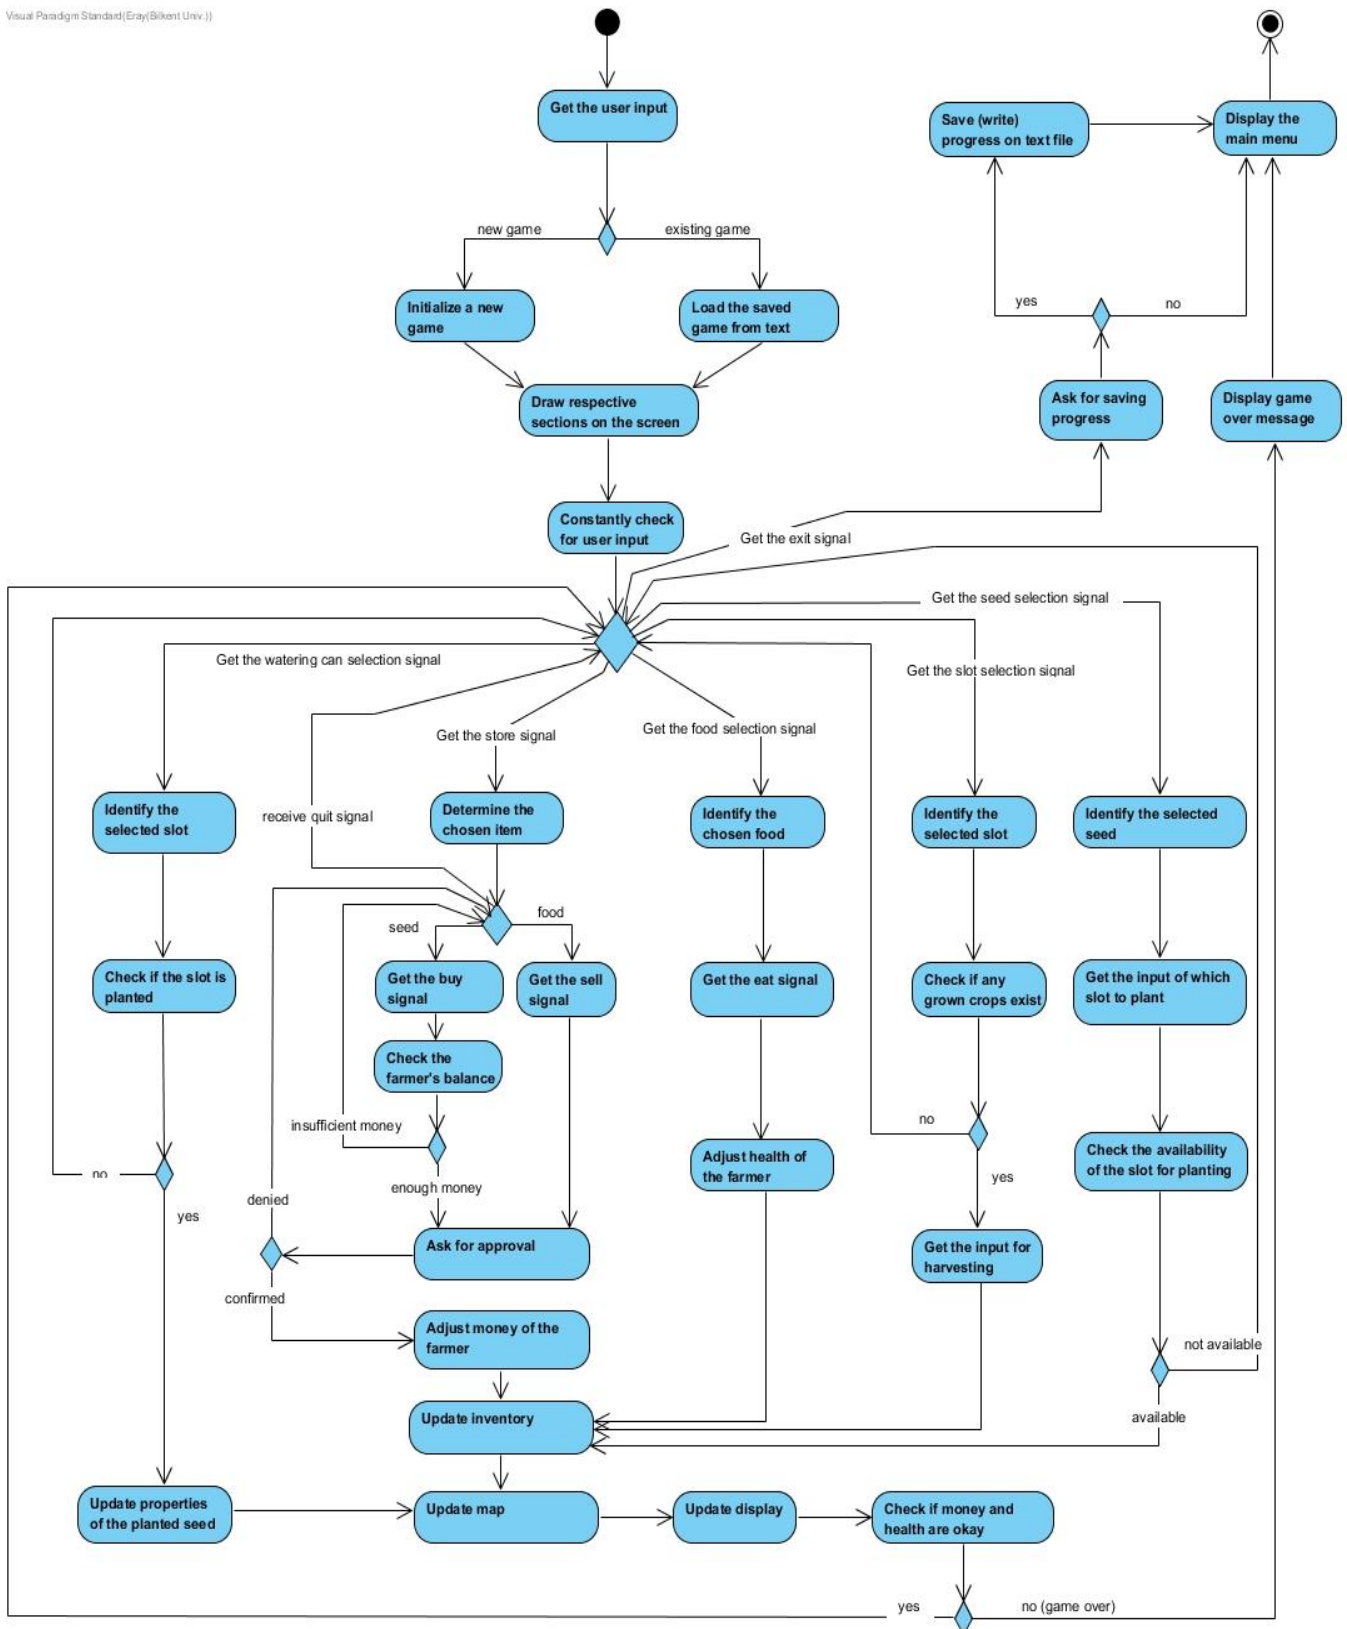 Visual Paradigm Standard(Eray(Bilkent Univ.))
Get the user input
Save (write)
progress on text file
Display the
main menu
new game
existing game
Initialize a new
game
Load the saved
game from text
yes
no
Draw respective
sections on the screen
Ask for saving
progress
Display game
over message
Constantly check
for user input
Get the exit signal
Get the seed selection signal
Get the watering can selection signal
Get the slot selection signal
Get the store signal
Get the food selection signal
Identify the
selected slot
receive quit signal
Determine the
chosen item
Identify the
chosen food
Identify the
selected slot
Identify the selected
seed
seed
food
Check if the slot is
planted
Get the buy
signal
Get the sell
signal
Get the eat signal
Check if any
grown crops exist
Get the input of which
slot to plant
Check the
farmer's balance
insufficient money
no
no
yes
enough money
denied
Adjust health of
the farmer
yes
Check the availability
of the slot for planting
Ask for approval
Get the input for
harvesting
confirmed
Adjust money of the
farmer
not available
Update inventory
available
Update properties
of the planted seed
Update map
Update display
Check if money and
health are okay
yes
no (game over)